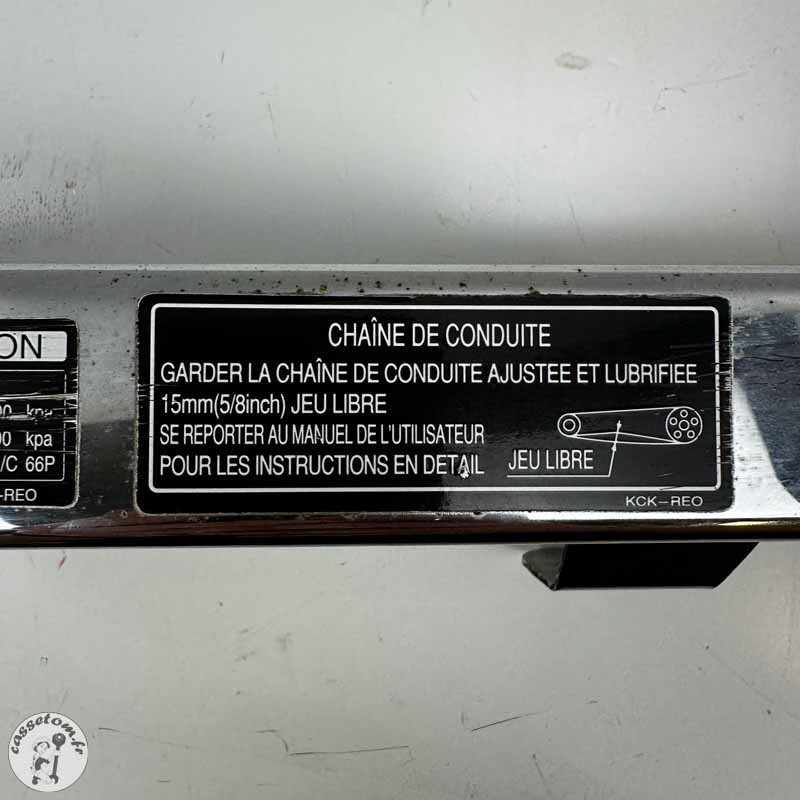 ON
kpa
00 kpa
/C 66P
-REO
CHAÎNE DE CONDUITE
GARDER LA CHAÎNE DE CONDUITE AJUSTEE ET LUBRIFIEE
15mm(5/8inch) JEU LIBRE
SE REPORTER AU MANUEL DE L'UTILISATEUR
POUR LES INSTRUCTIONS EN DETAIL
JEU LIBRE
KCK-REO
cassetom.fr